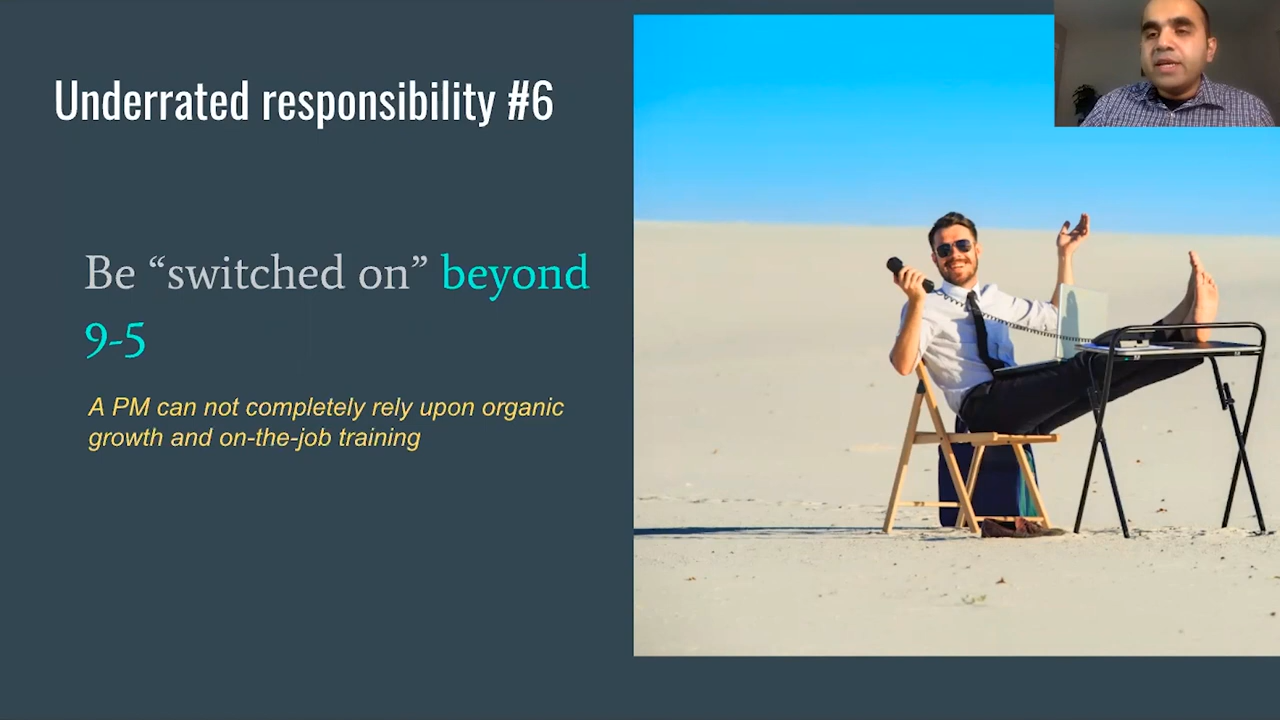 Underrated responsibility #6
Be “switched on” beyond
9-5
A PM can not completely rely upon organic
growth and on-the-job training